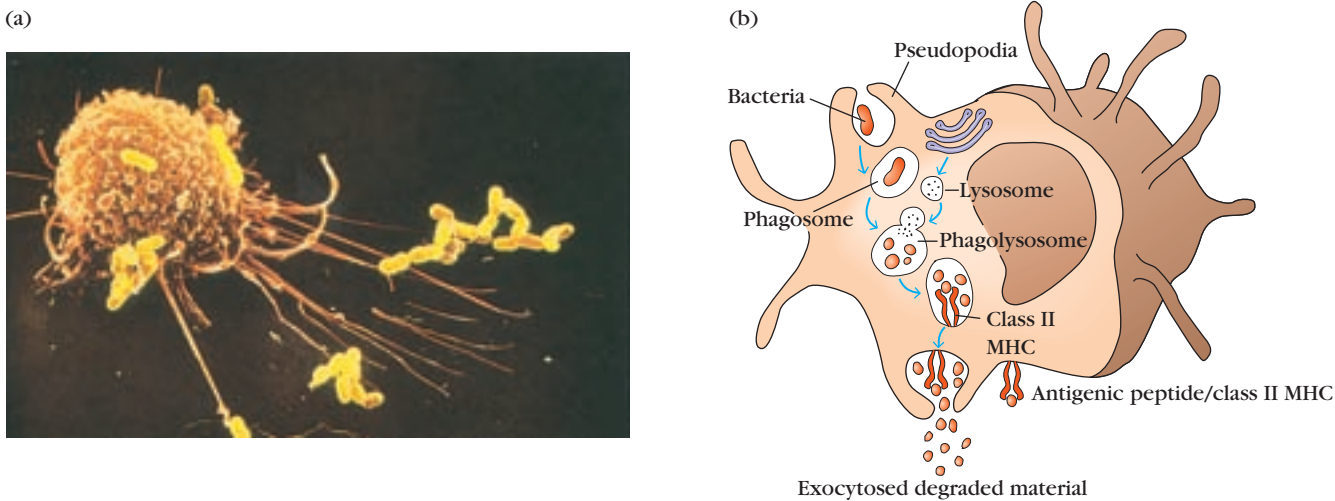 (a)
(b)
Pseudopodia
Bacteria
Lysosome
Phagosome
Phagolysosome
Class II
MHC
Antigenic peptide/class II MHC
Exocytosed degraded material